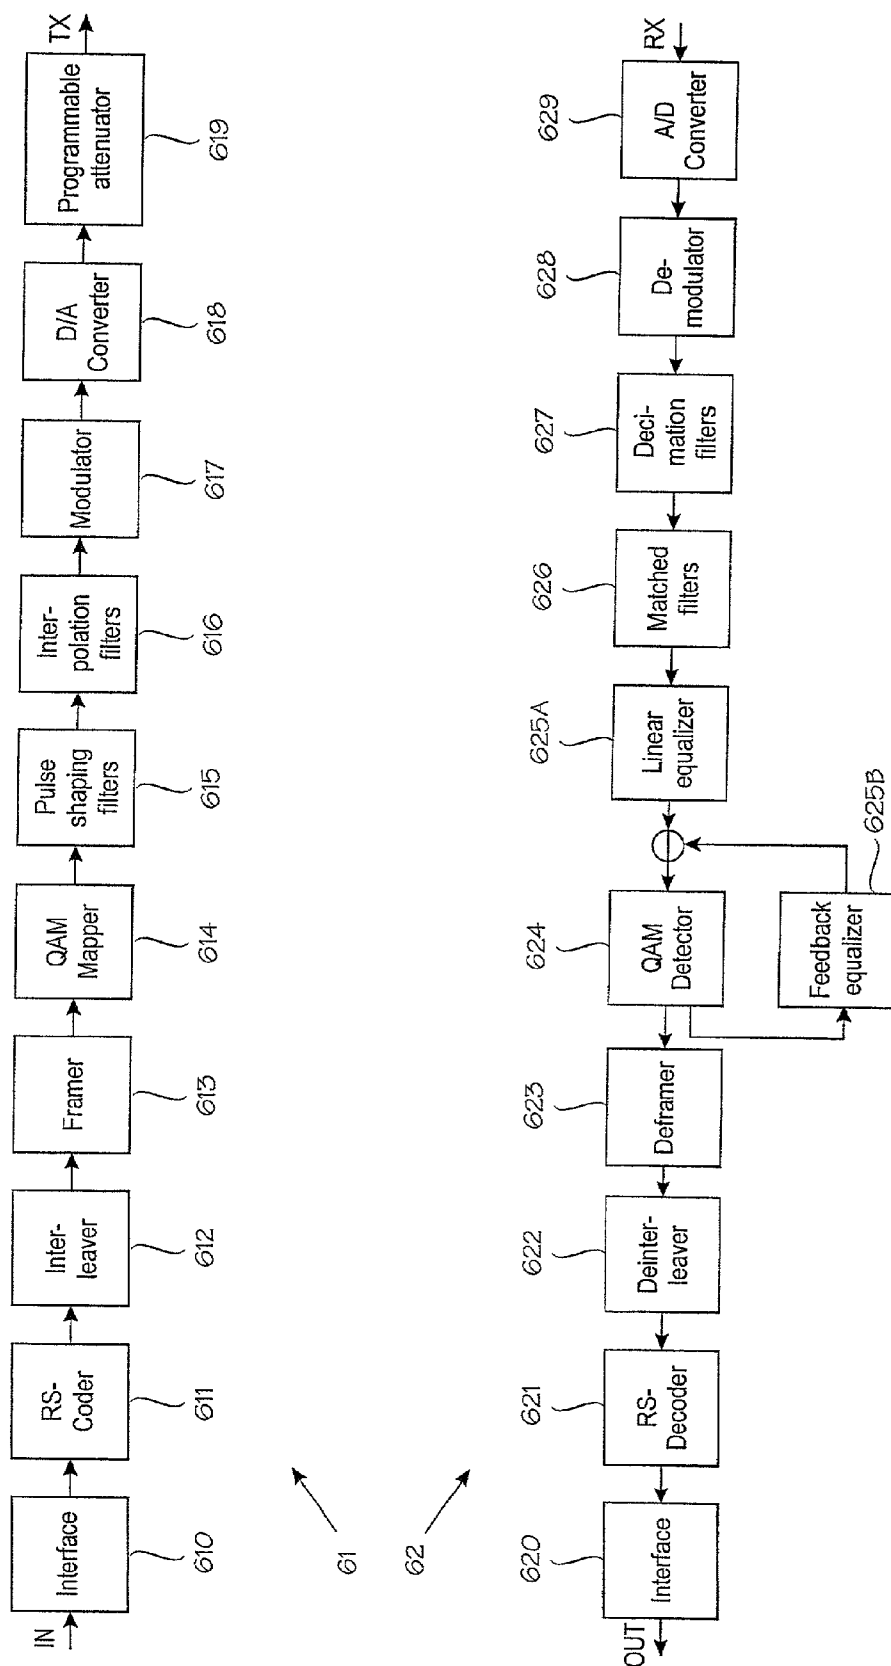 IN
Interface
610
RS-
Coder
611
Inter-
leaver
612
Framer
613
QAM
Mapper
614
Pulse
shaping
filters
615
Inter-
polation
filters
616
Modulator
617
D/A
Converter
618
Programmable
attenuator
619
TX
61
62
OUT
Interface
620
RS-
Decoder
621
Deinter-
leaver
622
Deframer
623
QAM
Detector
624
Feedback
equalizer
625B
Linear
equalizer
625A
Matched
filters
626
Deci-
mation
filters
627
De-
modulator
628
A/D
Converter
629
RX